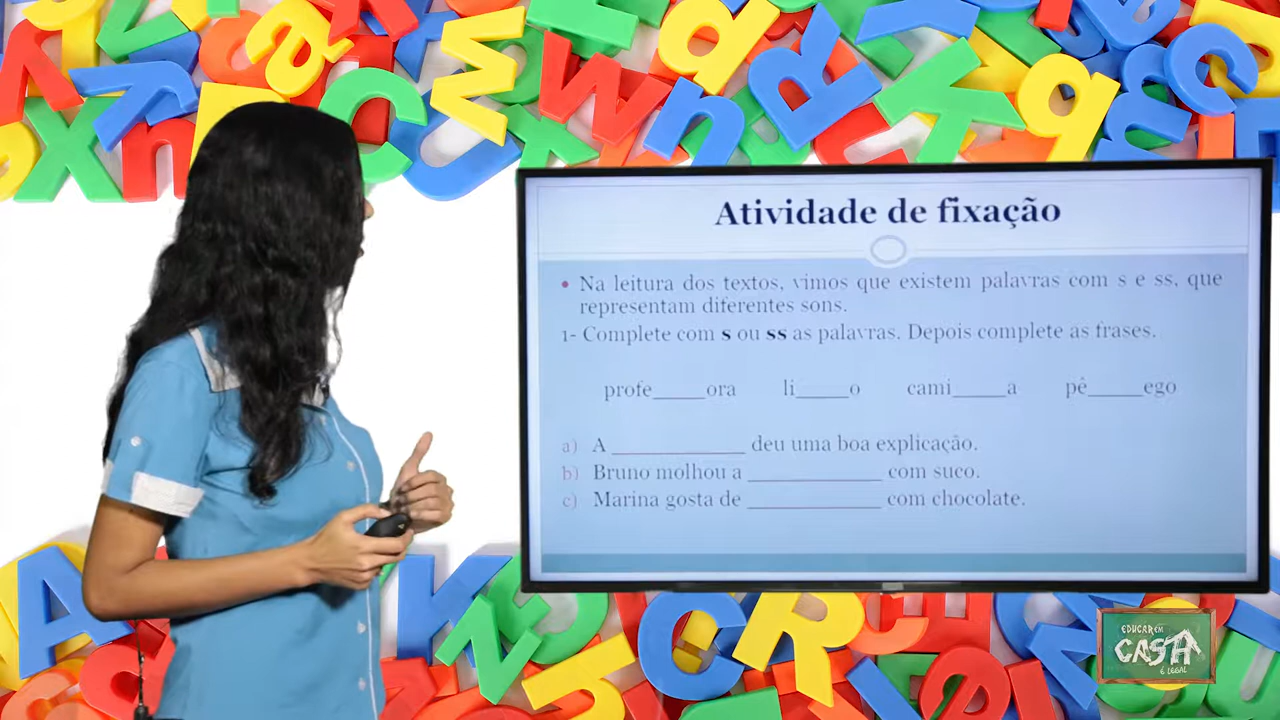 Atividade de fixação
• Na leitura dos textos, vimos que existem palavras com s e ss, que
representam diferentes sons.
1- Complete com s ou ss as palavras. Depois complete as frases.
profe_____ora li_____o cami_____a pê_____ego
a) A _____________ deu uma boa explicação.
b) Bruno molhou a _____________ com suco.
c) Marina gosta de _____________ com chocolate.
EDUCAR EM
CASA
É LEGAL